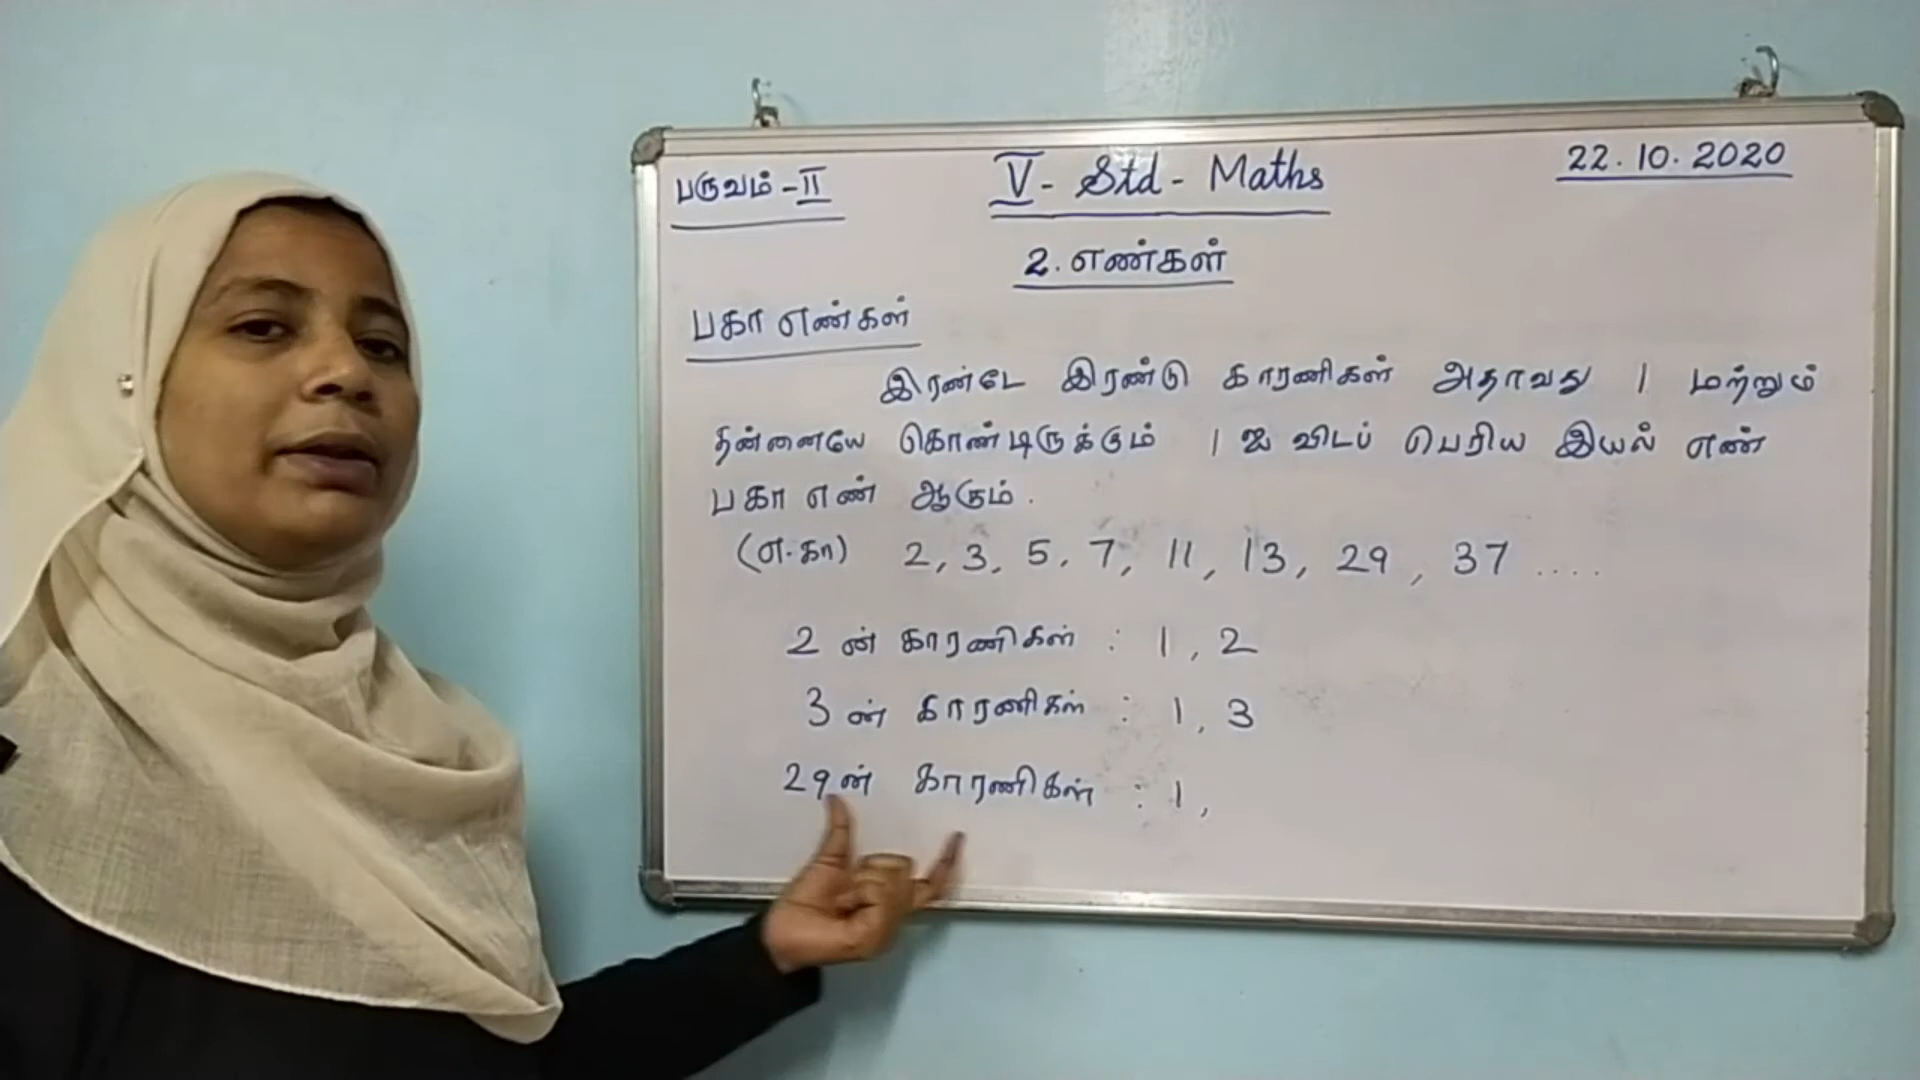 பருவம் - II
V - Std - Maths
22.10.2020
2. எண்கள்
பகா எண்கள்
இரண்டே இரண்டு காரணிகள் அதாவது 1 மற்றும்
தன்னையே கொண்டிருக்கும் 1 ஐ விடப் பெரிய இயல் எண்
பகா எண் ஆகும்.
(எ.கா) 2, 3, 5, 7, 11, 13, 29, 37 ....
2 ன் காரணிகள் : 1, 2
3 ன் காரணிகள் : 1, 3
29 ன் காரணிகள் : 1,